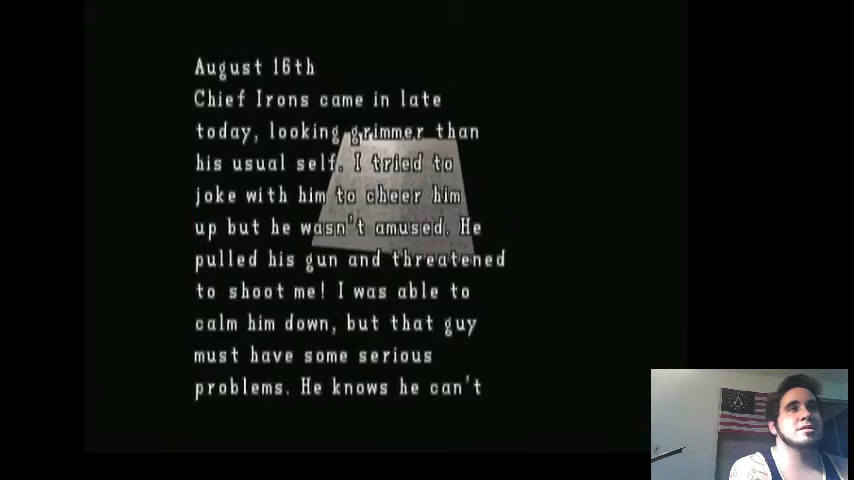 August 16th
Chief Irons came in late
today, looking grimmer than
his usual self. I tried to
joke with him to cheer him
up but he wasn't amused. He
pulled his gun and threatened
to shoot me! I was able to
calm him down, but that guy
must have some serious
problems. He knows he can't